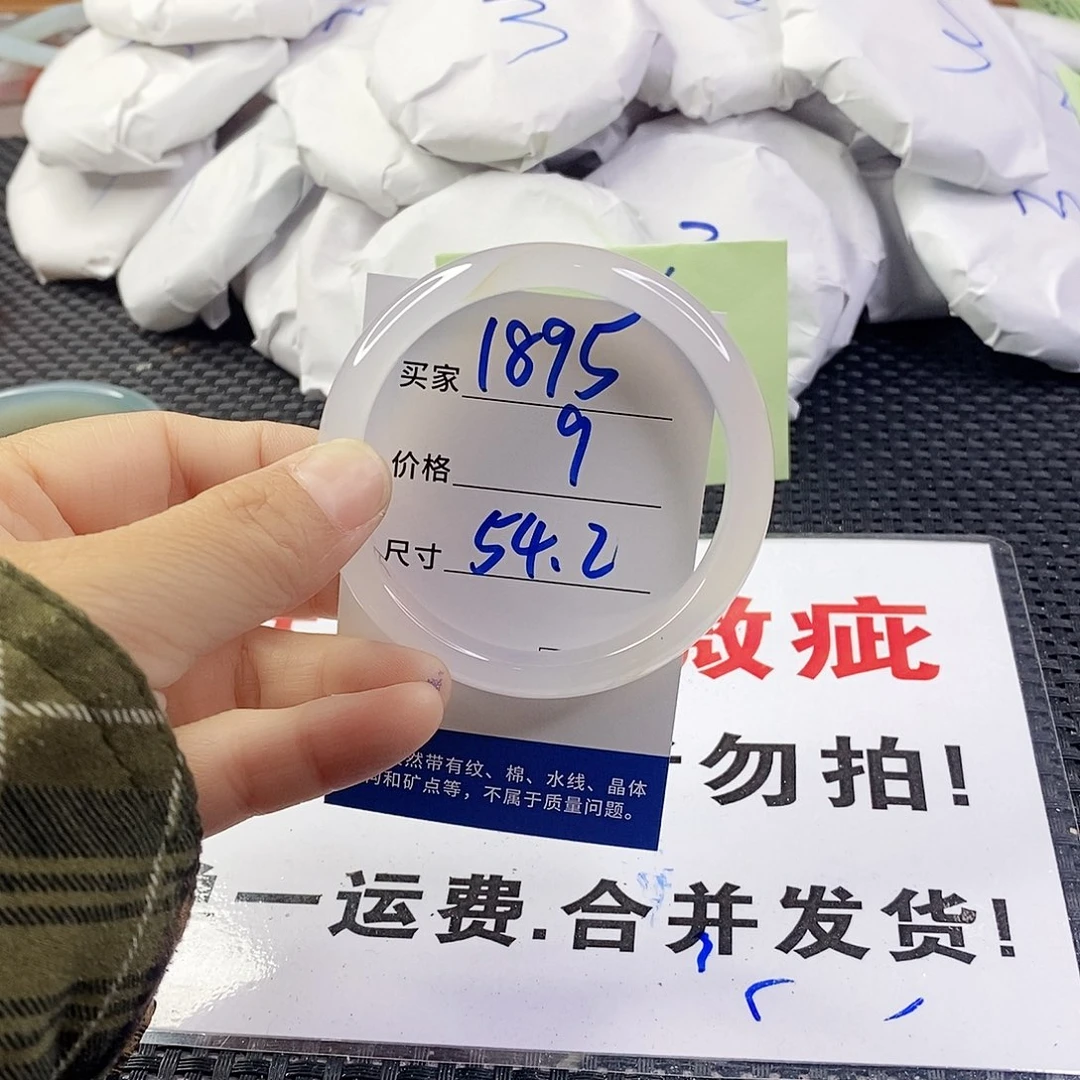 买家 1895
价格 9
尺寸 54.2
然带有纹、棉、水线、晶体
和矿点等，不属于质量问题。
微疵
勿拍！
一运费.合并发货！